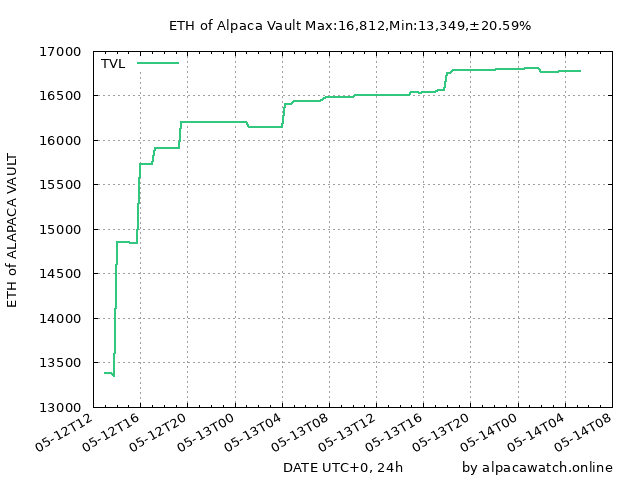 ETH of Alpaca Vault Max:16,812,Min:13,349,±20.59%
TVL
17000
16500
16000
15500
15000
14500
14000
13500
13000
ETH of ALAPACA VAULT
05-12T12
05-12T16
05-12T20
05-13T00
05-13T04
05-13T08
05-13T12
05-13T16
05-13T20
05-14T00
05-14T04
05-14T08
DATE UTC+0, 24h
by alpacawatch.online